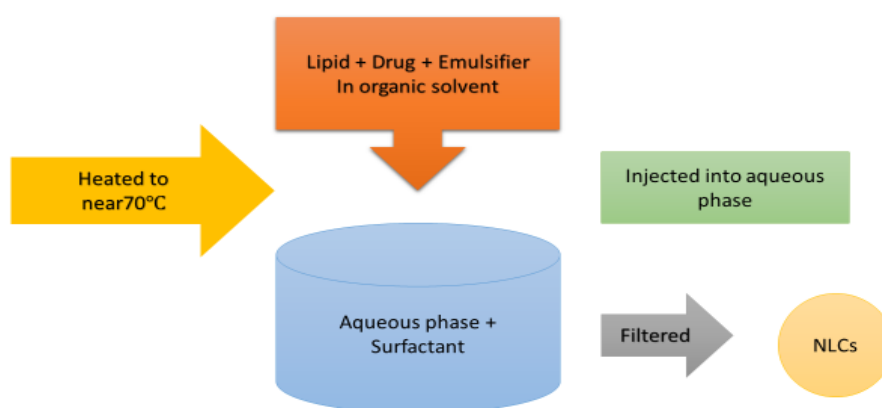 Lipid + Drug + Emulsifier
In organic solvent
Heated to
near70℃
Injected into aqueous
phase
Aqueous phase +
Surfactant
Filtered
NLCs